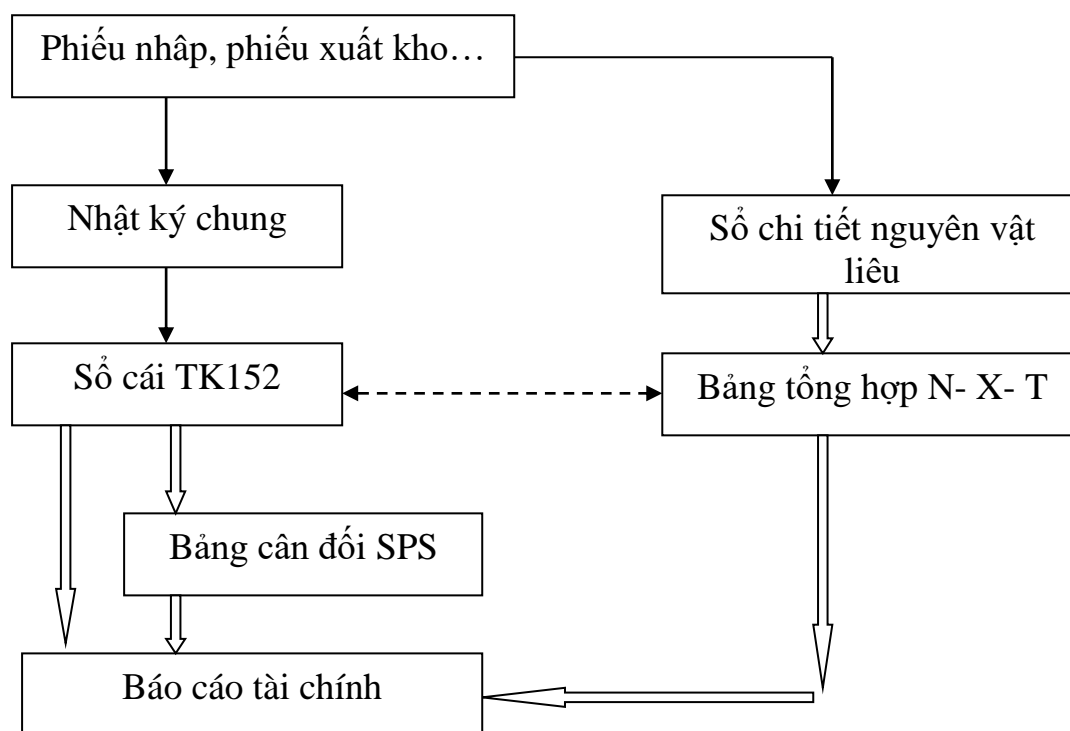 Phiếu nhâp, phiếu xuất kho…
Nhật ký chung
Sổ chi tiết nguyên vật
liêu
Sổ cái TK152
Bảng tổng hợp N- X- T
Bảng cân đối SPS
Báo cáo tài chính